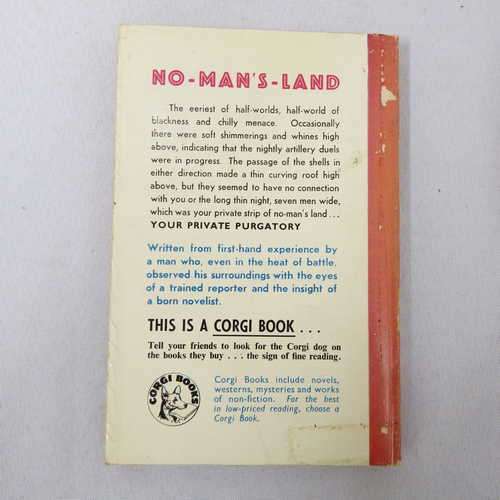 NO-MAN'S-LAND
The eeriest of half-worlds, half-world of
blackness and chilly menace. Occasionally
there were soft shimmerings and whines high
above, indicating that the nightly artillery duels
were in progress. The passage of the shells in
either direction made a thin curving roof high
above, but they seemed to have no connection
with you or the long thin night, seven men wide,
which was your private strip of no-man's land...
YOUR PRIVATE PURGATORY
Written from first-hand experience by
a man who, even in the heat of battle,
observed his surroundings with the eyes
of a trained reporter and the insight of
a born novelist.
THIS IS A CORGI BOOK . . .
Tell your friends to look for the Corgi dog on
the books they buy . . . the sign of fine reading.
CORGI BOOKS
Corgi Books include novels,
westerns, mysteries and works
of non-fiction. For the best
in low-priced reading, choose a
Corgi Book.